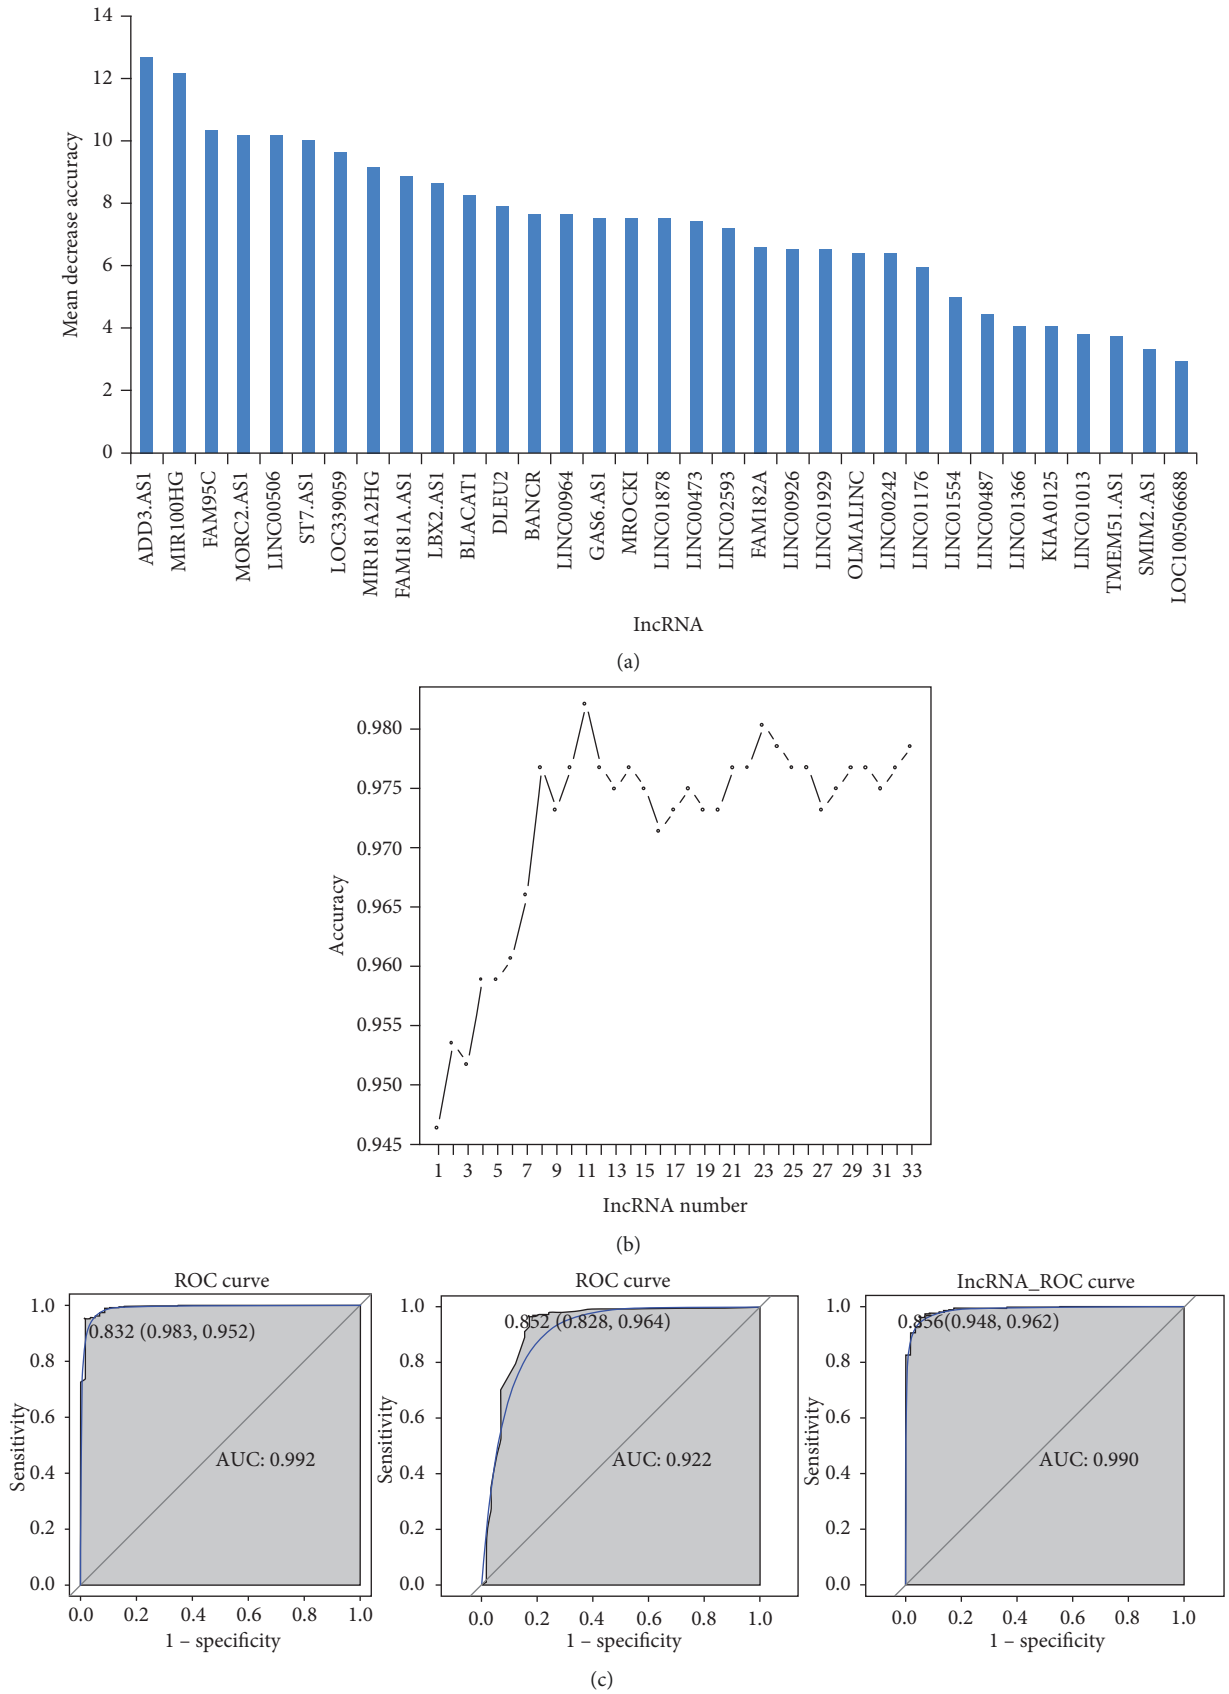 14
12
10
8
6
4
2
0
Mean decrease accuracy
ADD3.AS1
MIR100HG
FAM95C
MORC2.AS1
LINC00506
ST7.AS1
LOC339059
MIR181A2HG
FAM181A.AS1
LBX2.AS1
BLACAT1
DLEU2
BANCR
LINC00964
GAS6.AS1
MROCKI
LINC01878
LINC00473
LINC02593
FAM182A
LINC00926
LINC01929
OLMALINC
LINC00242
LINC01176
LINC01554
LINC00487
LINC01366
KIAA0125
LINC01013
TMEM51.AS1
SMIM2.AS1
LOC100506688
IncRNA
(a)
0.980
0.975
0.970
0.965
0.960
0.955
0.950
0.945
Accuracy
1 3 5 7 9 11 13 15 17 19 21 23 25 27 29 31 33
IncRNA number
(b)
ROC curve
1.0
0.8
0.6
0.4
0.2
0.0
Sensitivity
0.832 (0.983, 0.952)
AUC: 0.992
0.0 0.2 0.4 0.6 0.8 1.0
1 – specificity
ROC curve
1.0
0.8
0.6
0.4
0.2
0.0
Sensitivity
0.852 (0.828, 0.964)
AUC: 0.922
0.0 0.2 0.4 0.6 0.8 1.0
1 – specificity
IncRNA_ROC curve
1.0
0.8
0.6
0.4
0.2
0.0
Sensitivity
0.856(0.948, 0.962)
AUC: 0.990
0.0 0.2 0.4 0.6 0.8 1.0
1 – specificity
(c)